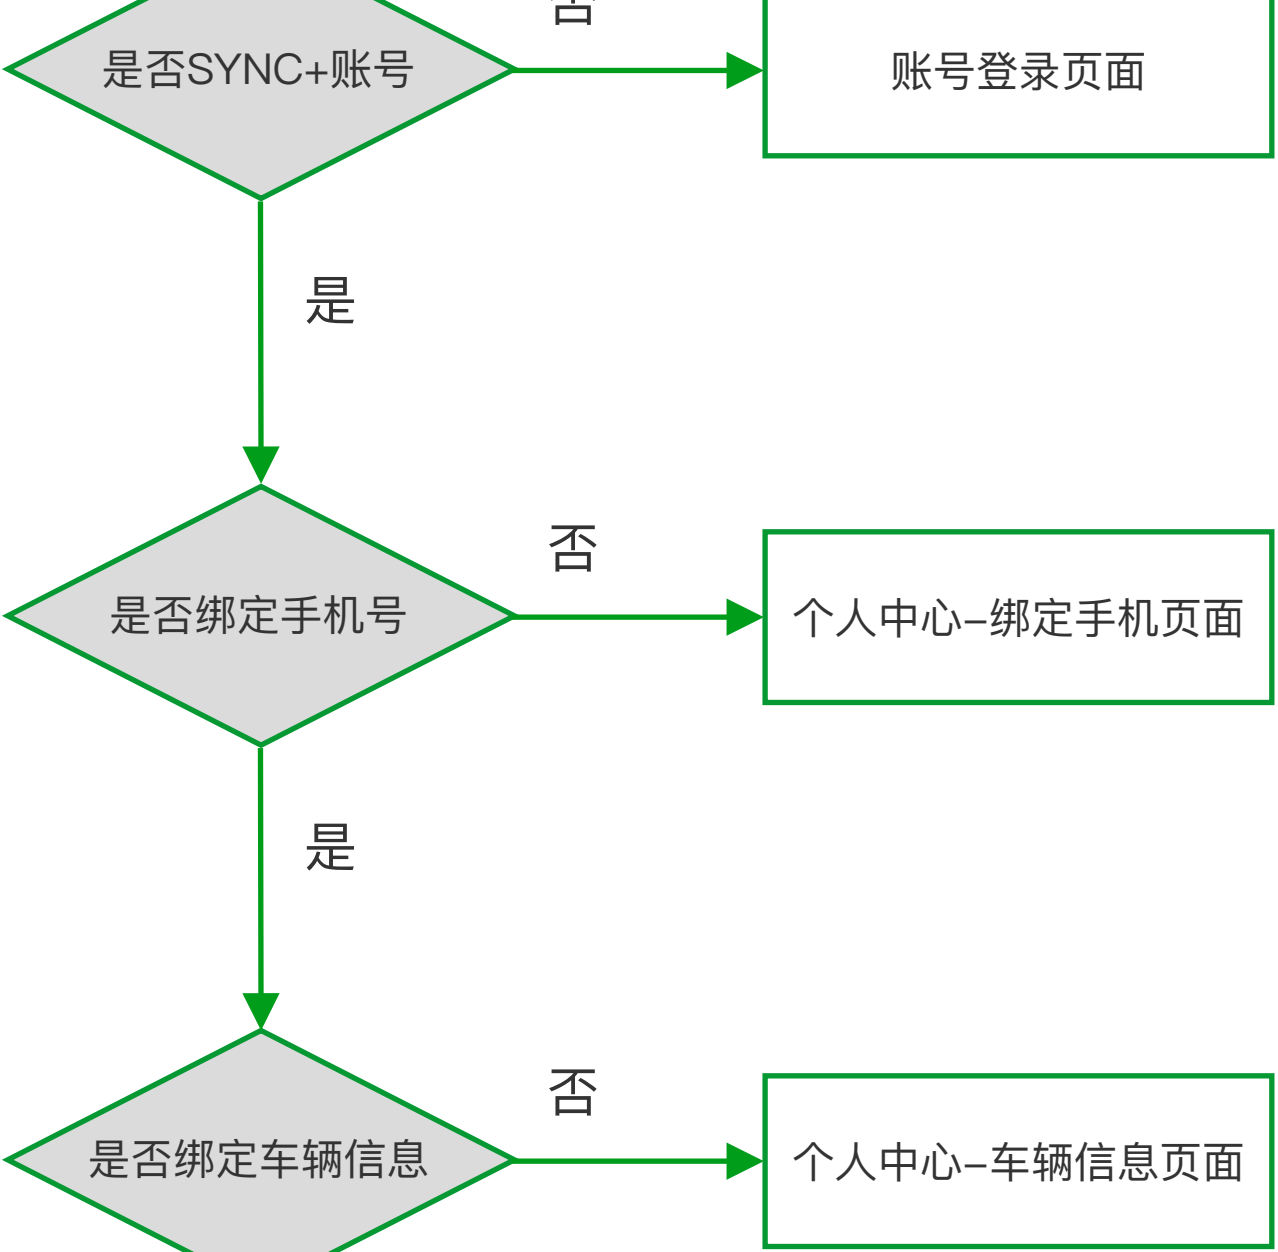 否
是否SYNC+账号
账号登录页面
是
否
是否绑定手机号
个人中心–绑定手机页面
是
否
是否绑定车辆信息
个人中心–车辆信息页面